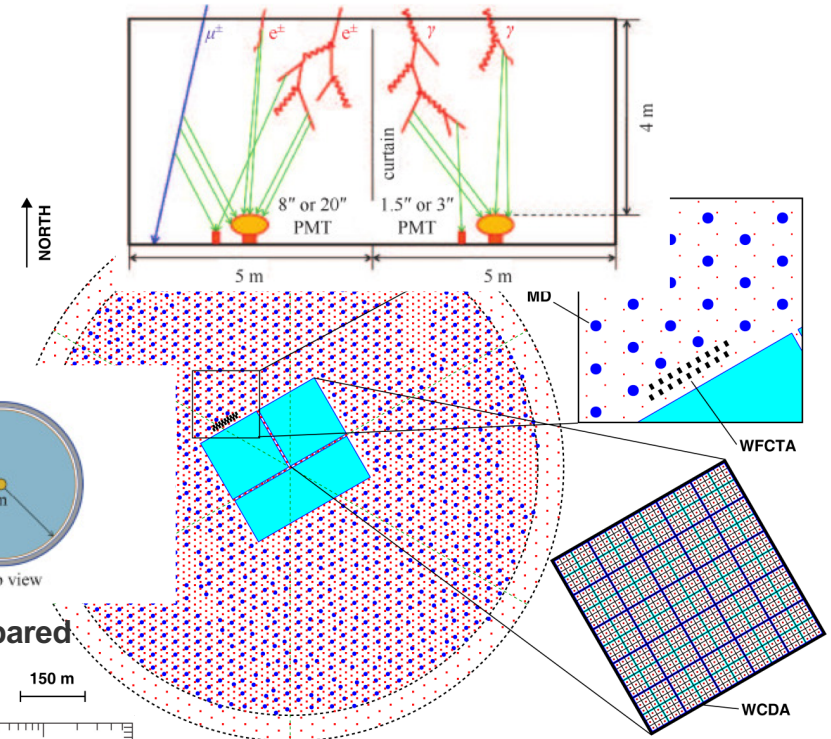 μ±
e±
e±
γ
γ
4 m
curtain
8″ or 20″
PMT
1.5″ or 3″
PMT
5 m
5 m
NORTH
MD
WFCTA
view
pared
150 m
WCDA